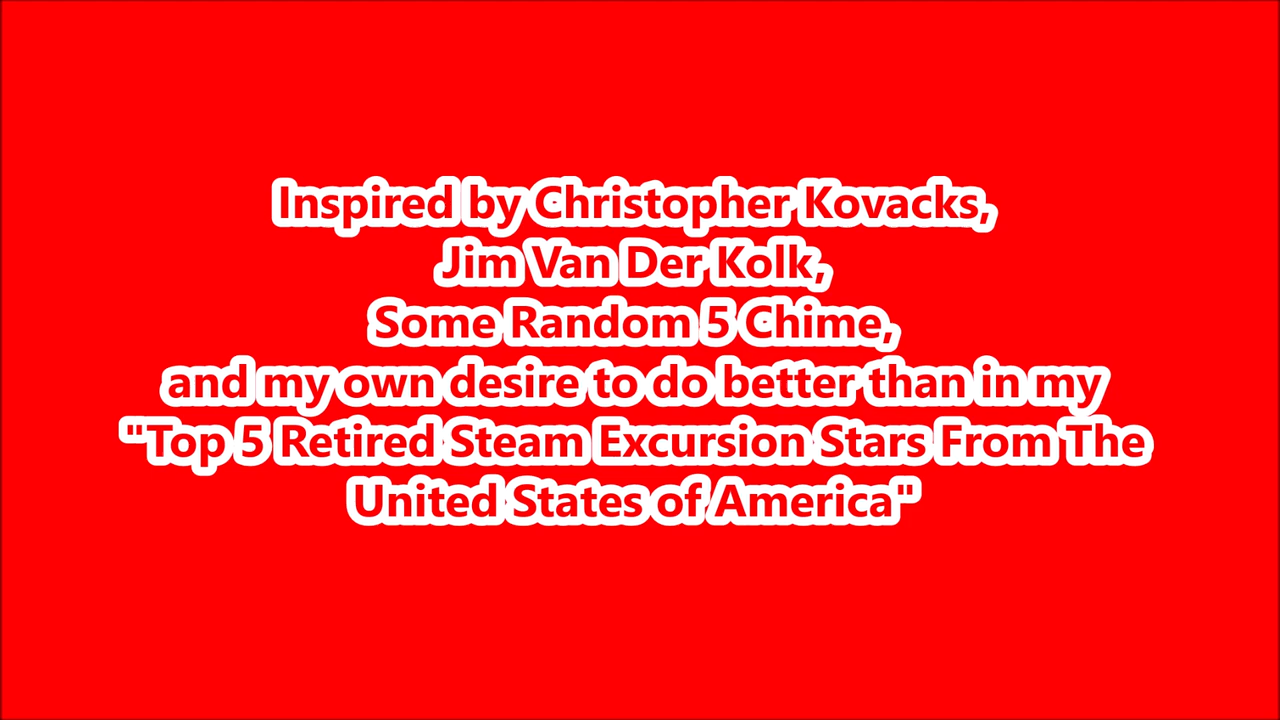 Inspired by Christopher Kovacks,
Jim Van Der Kolk,
Some Random 5 Chime,
and my own desire to do better than in my
"Top 5 Retired Steam Excursion Stars From The
United States of America"